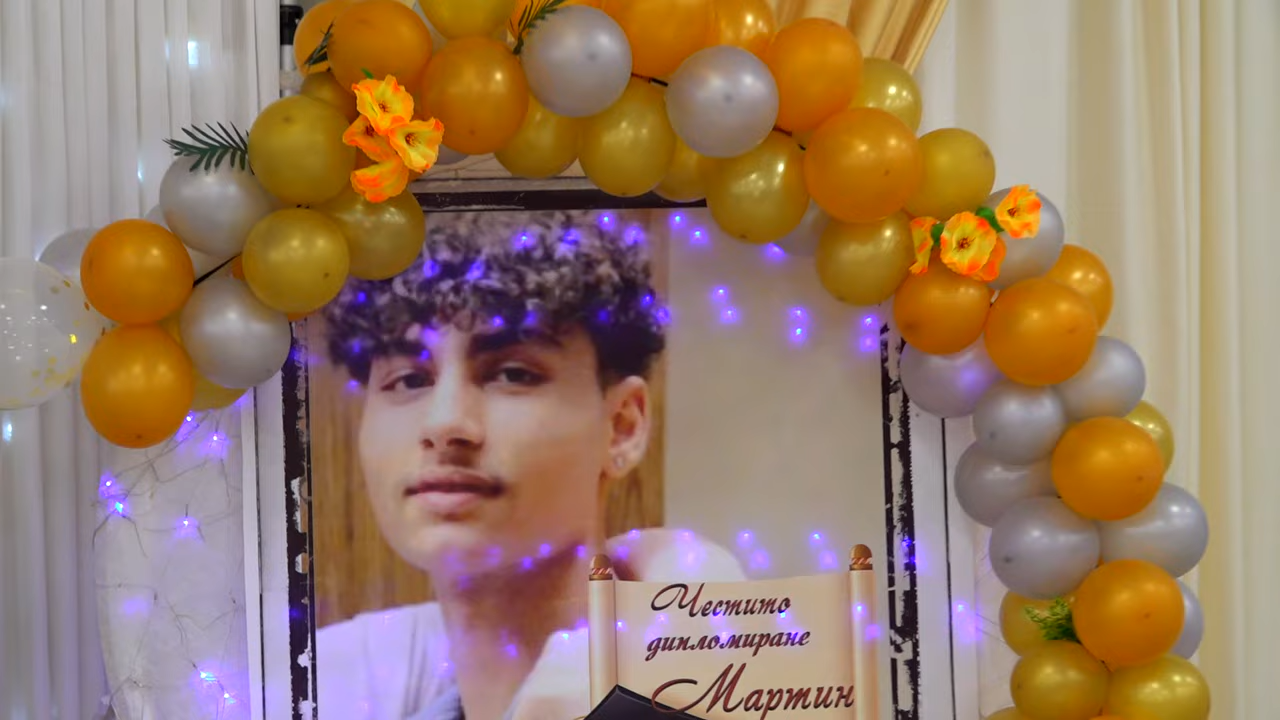 Честито
дипломиране
Мартин